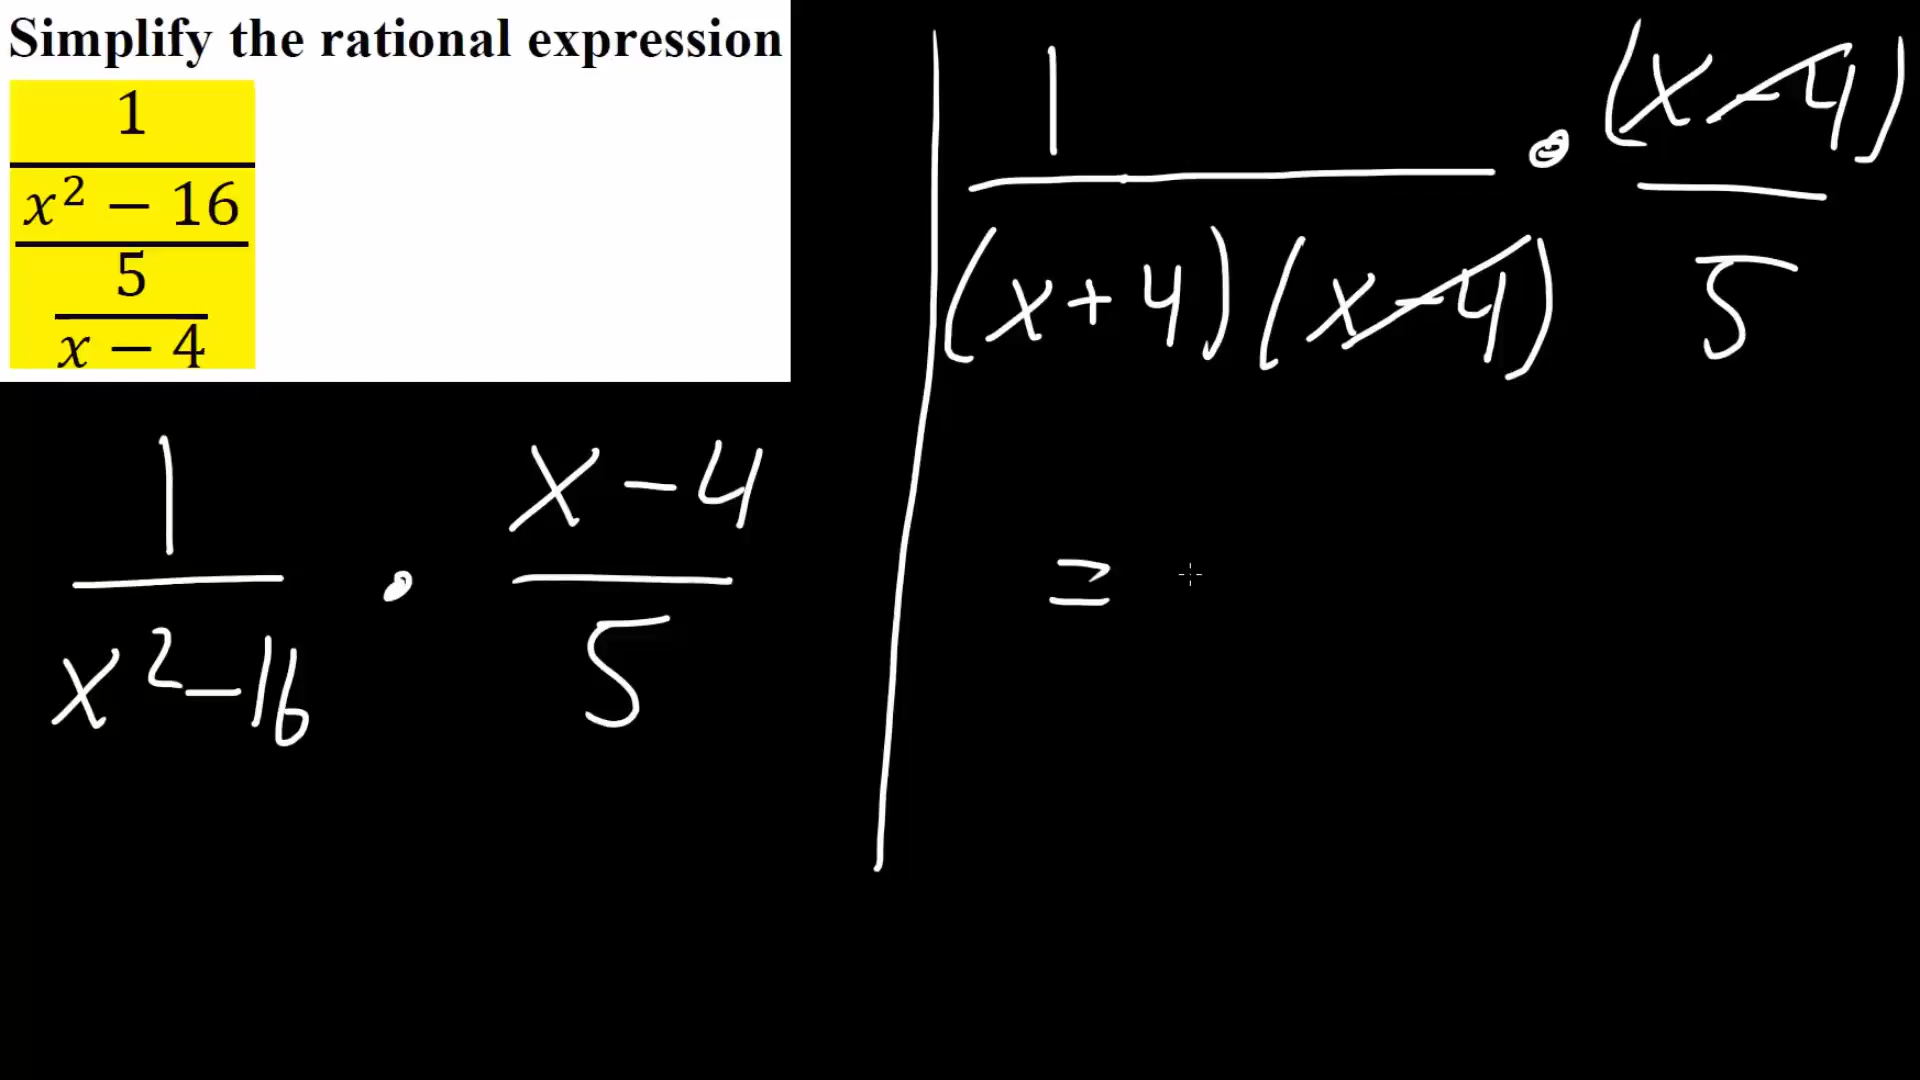 Simplify the rational expression
1
x² − 16
5
x − 4
1 · x-4
x²-16 5
1 · (x-4)
(x+4)(x-4) 5
=